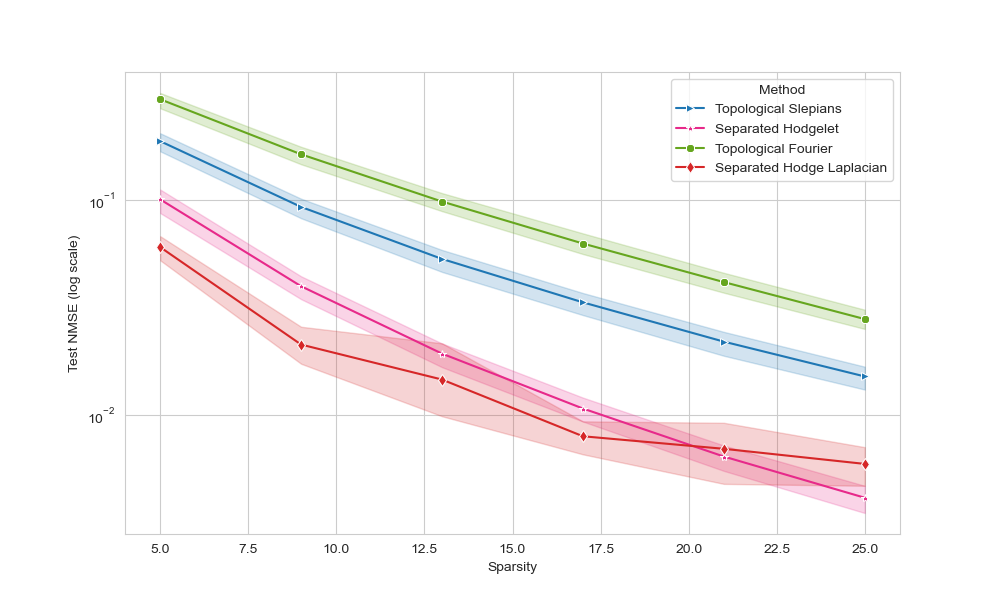 Method
Topological Slepians
Separated Hodgelet
Topological Fourier
Separated Hodge Laplacian
Test NMSE (log scale)
10⁻¹
10⁻²
5.0 7.5 10.0 12.5 15.0 17.5 20.0 22.5 25.0
Sparsity